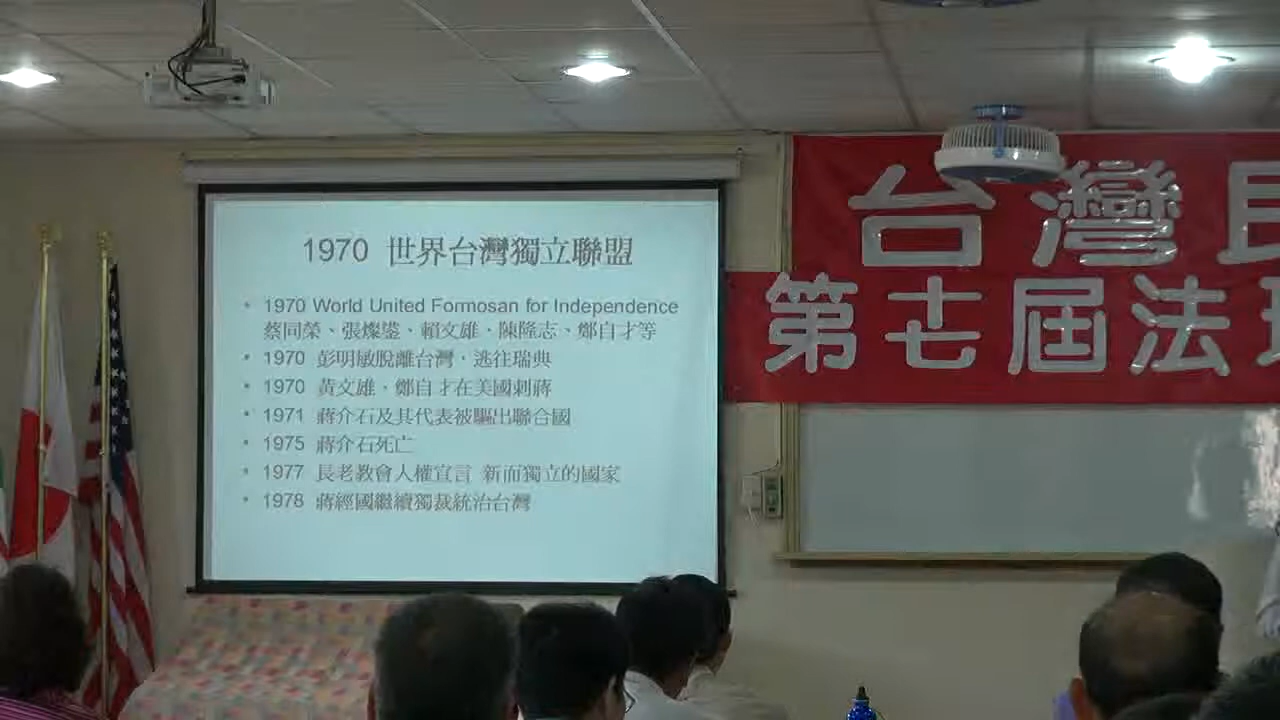 1970 世界台灣獨立聯盟
• 1970 World United Formosan for Independence
蔡同榮、張燦鍙、賴文雄、陳隆志、鄭自才等
• 1970 彭明敏脫離台灣，逃往瑞典
• 1970 黃文雄、鄭自才在美國刺蔣
• 1971 蔣介石及其代表被驅出聯合國
• 1975 蔣介石死亡
• 1977 長老教會人權宣言 新而獨立的國家
• 1978 蔣經國繼續獨裁統治台灣
台灣民
第七屆法理